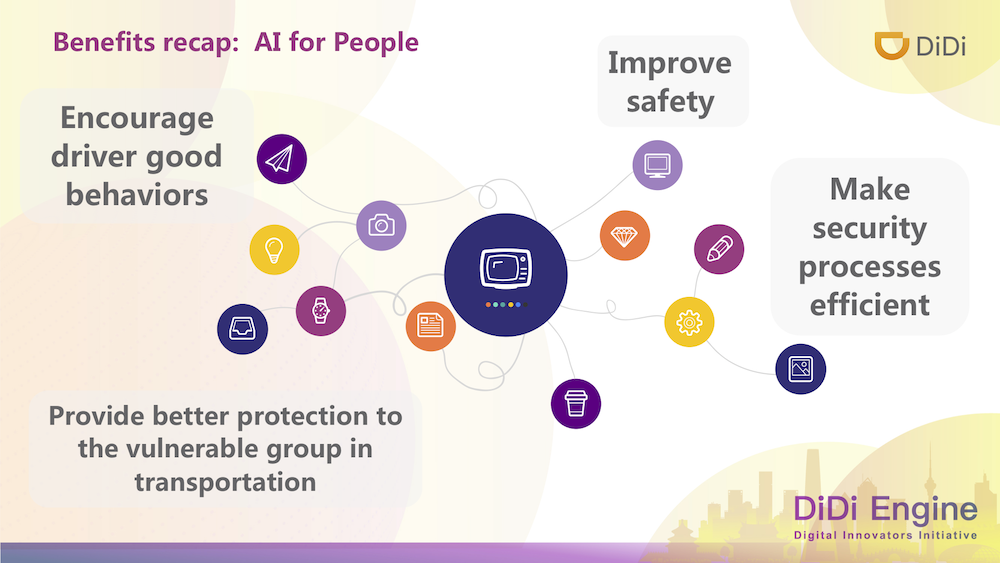 Benefits recap:  AI for People
DiDi
Improve
safety
Encourage
driver good
behaviors
Make
security
processes
efficient
Provide better protection to
the vulnerable group in
transportation
DiDi Engine
Digital Innovators Initiative